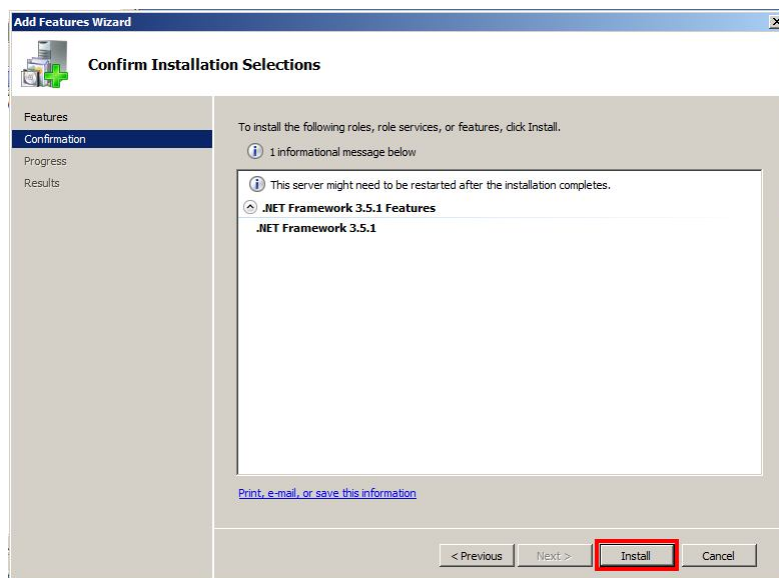 Add Features Wizard
Confirm Installation Selections
Features
Confirmation
Progress
Results
To install the following roles, role services, or features, click Install.
1 informational message below
This server might need to be restarted after the installation completes.
.NET Framework 3.5.1 Features
.NET Framework 3.5.1
Print, e-mail, or save this information
< Previous
Next >
Install
Cancel